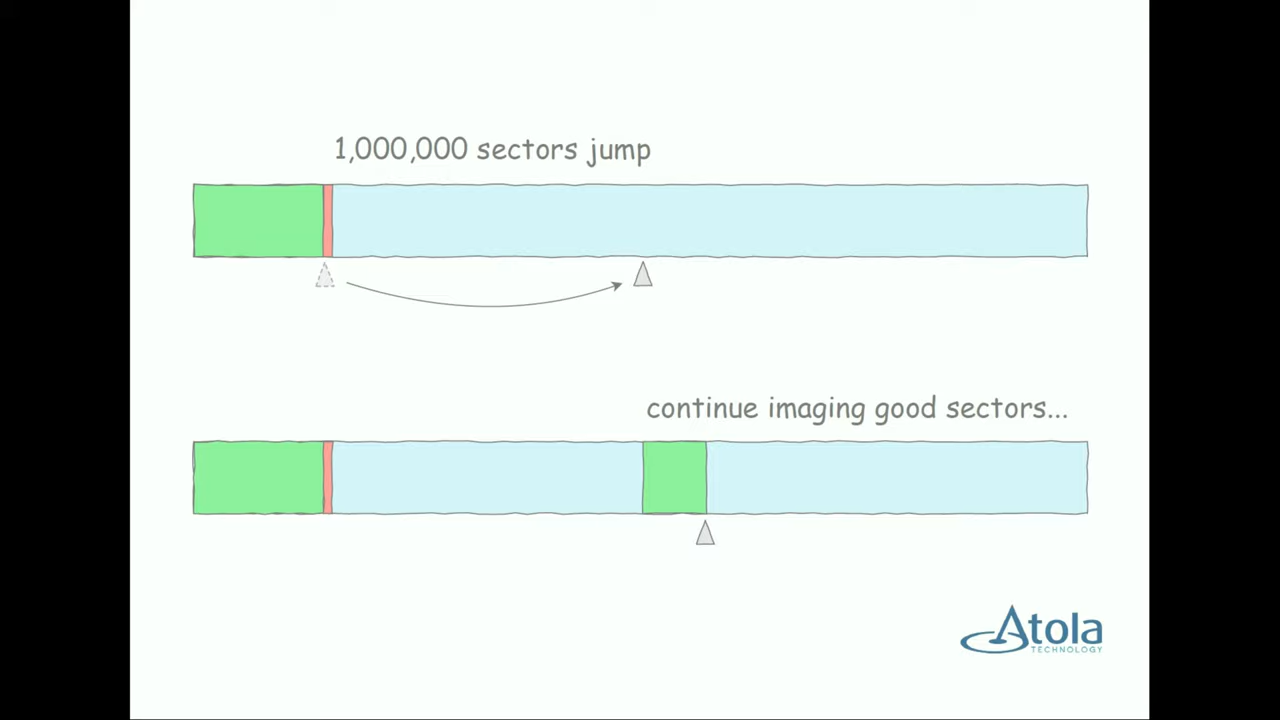 1,000,000 sectors jump
continue imaging good sectors...
Atola
TECHNOLOGY